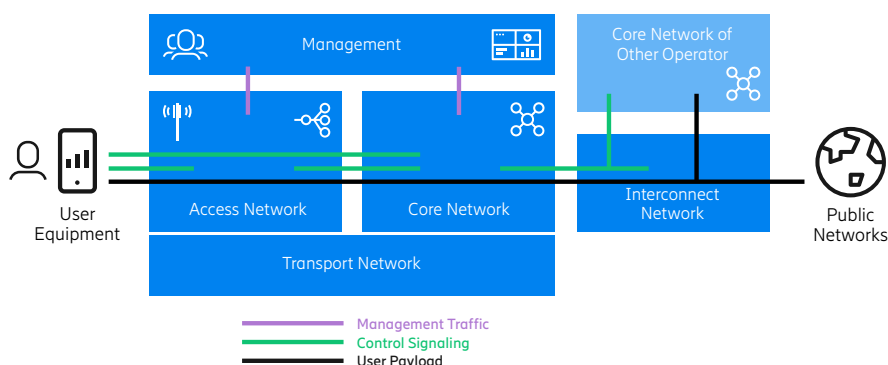 Management
Core Network of
Other Operator
User
Equipment
Access Network
Core Network
Interconnect
Network
Public
Networks
Transport Network
Management Traffic
Control Signaling
User Payload